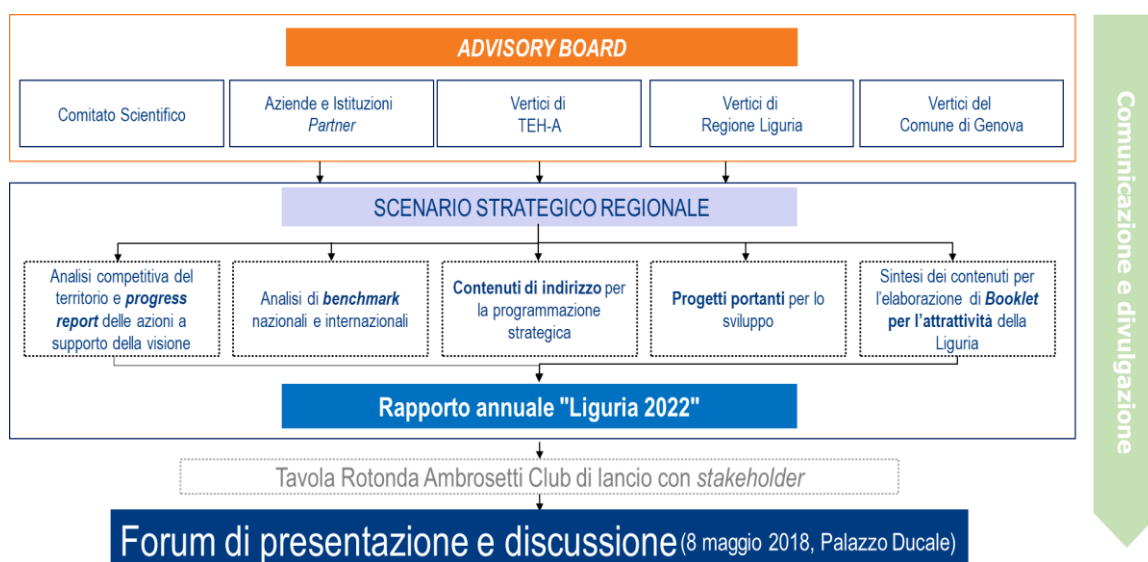 ADVISORY BOARD
Comitato Scientifico
Aziende e Istituzioni
Partner
Vertici di
TEH-A
Vertici di
Regione Liguria
Vertici del
Comune di Genova
SCENARIO STRATEGICO REGIONALE
Analisi competitiva del
territorio e progress
report delle azioni a
supporto della visione
Analisi di benchmark
nazionali e internazionali
Contenuti di indirizzo per
la programmazione
strategica
Progetti portanti per lo
sviluppo
Sintesi dei contenuti per
l'elaborazione di Booklet
per l'attrattività della
Liguria
Rapporto annuale "Liguria 2022"
Tavola Rotonda Ambrosetti Club di lancio con stakeholder
Forum di presentazione e discussione (8 maggio 2018, Palazzo Ducale)
Comunicazione e divulgazione